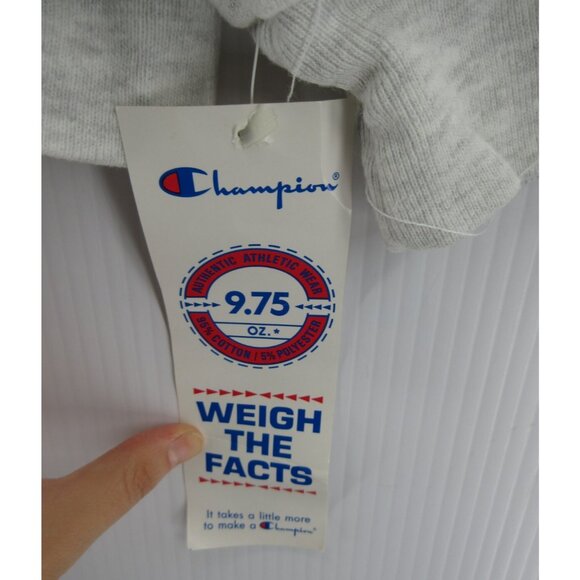 Champion®
AUTHENTIC ATHLETIC WEAR
9.75
OZ.*
95% COTTON | 5% POLYESTER
WEIGH
THE
FACTS
It takes a little more
to make a Champion®